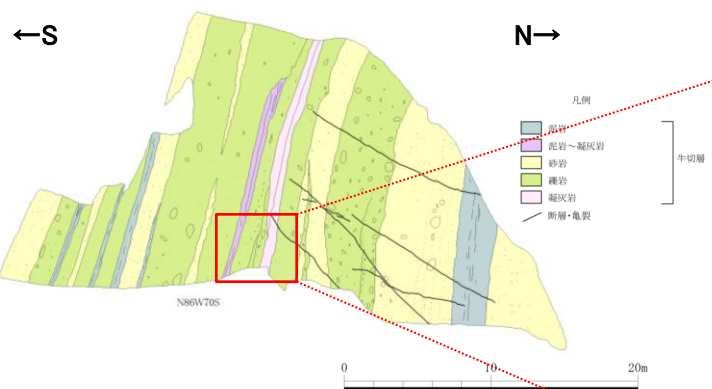 ←S
N→
凡例
泥岩
泥岩～凝灰岩
砂岩
礫岩
凝灰岩
断層・亀裂
牛切層
N86W70S
0
10
20m